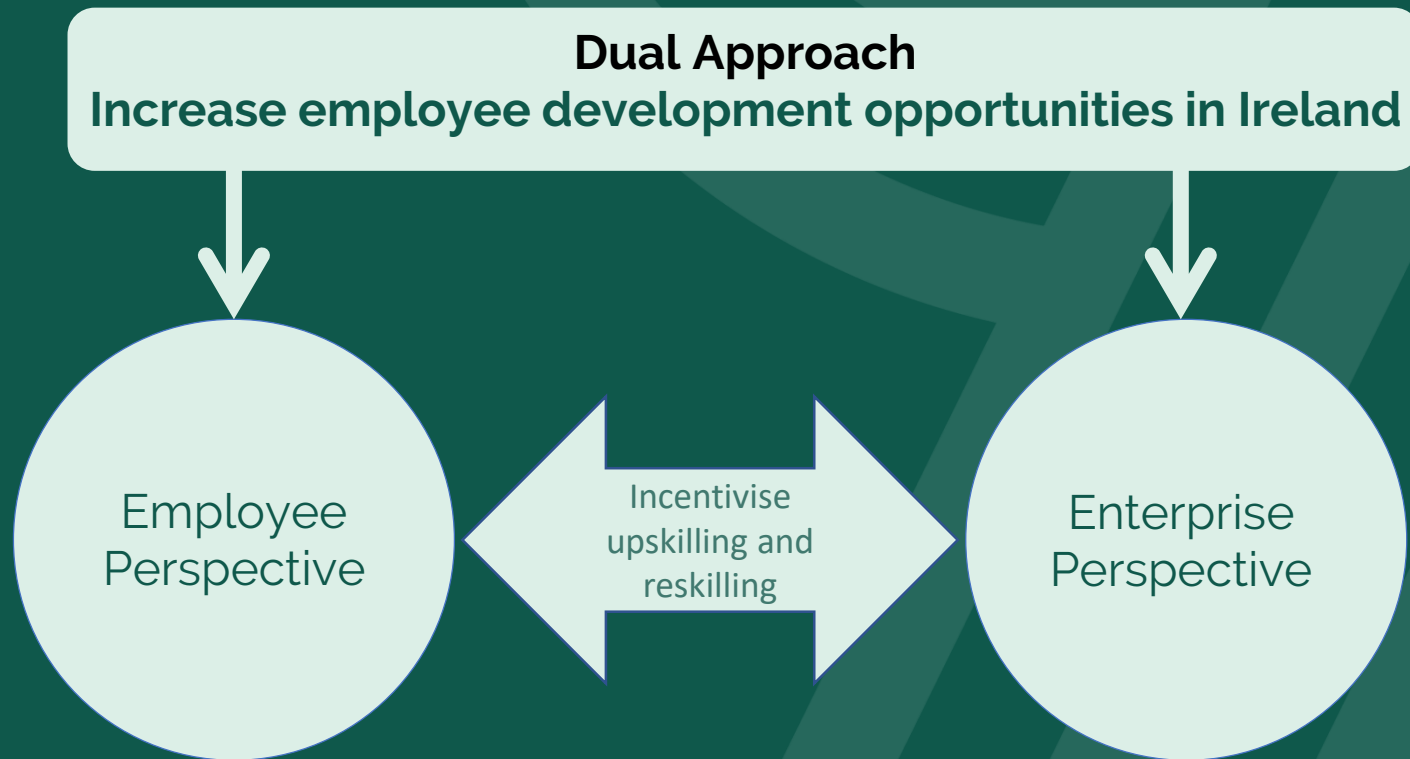 Dual Approach
Increase employee development opportunities in Ireland
Employee
Perspective
Incentivise
upskilling and
reskilling
Enterprise
Perspective